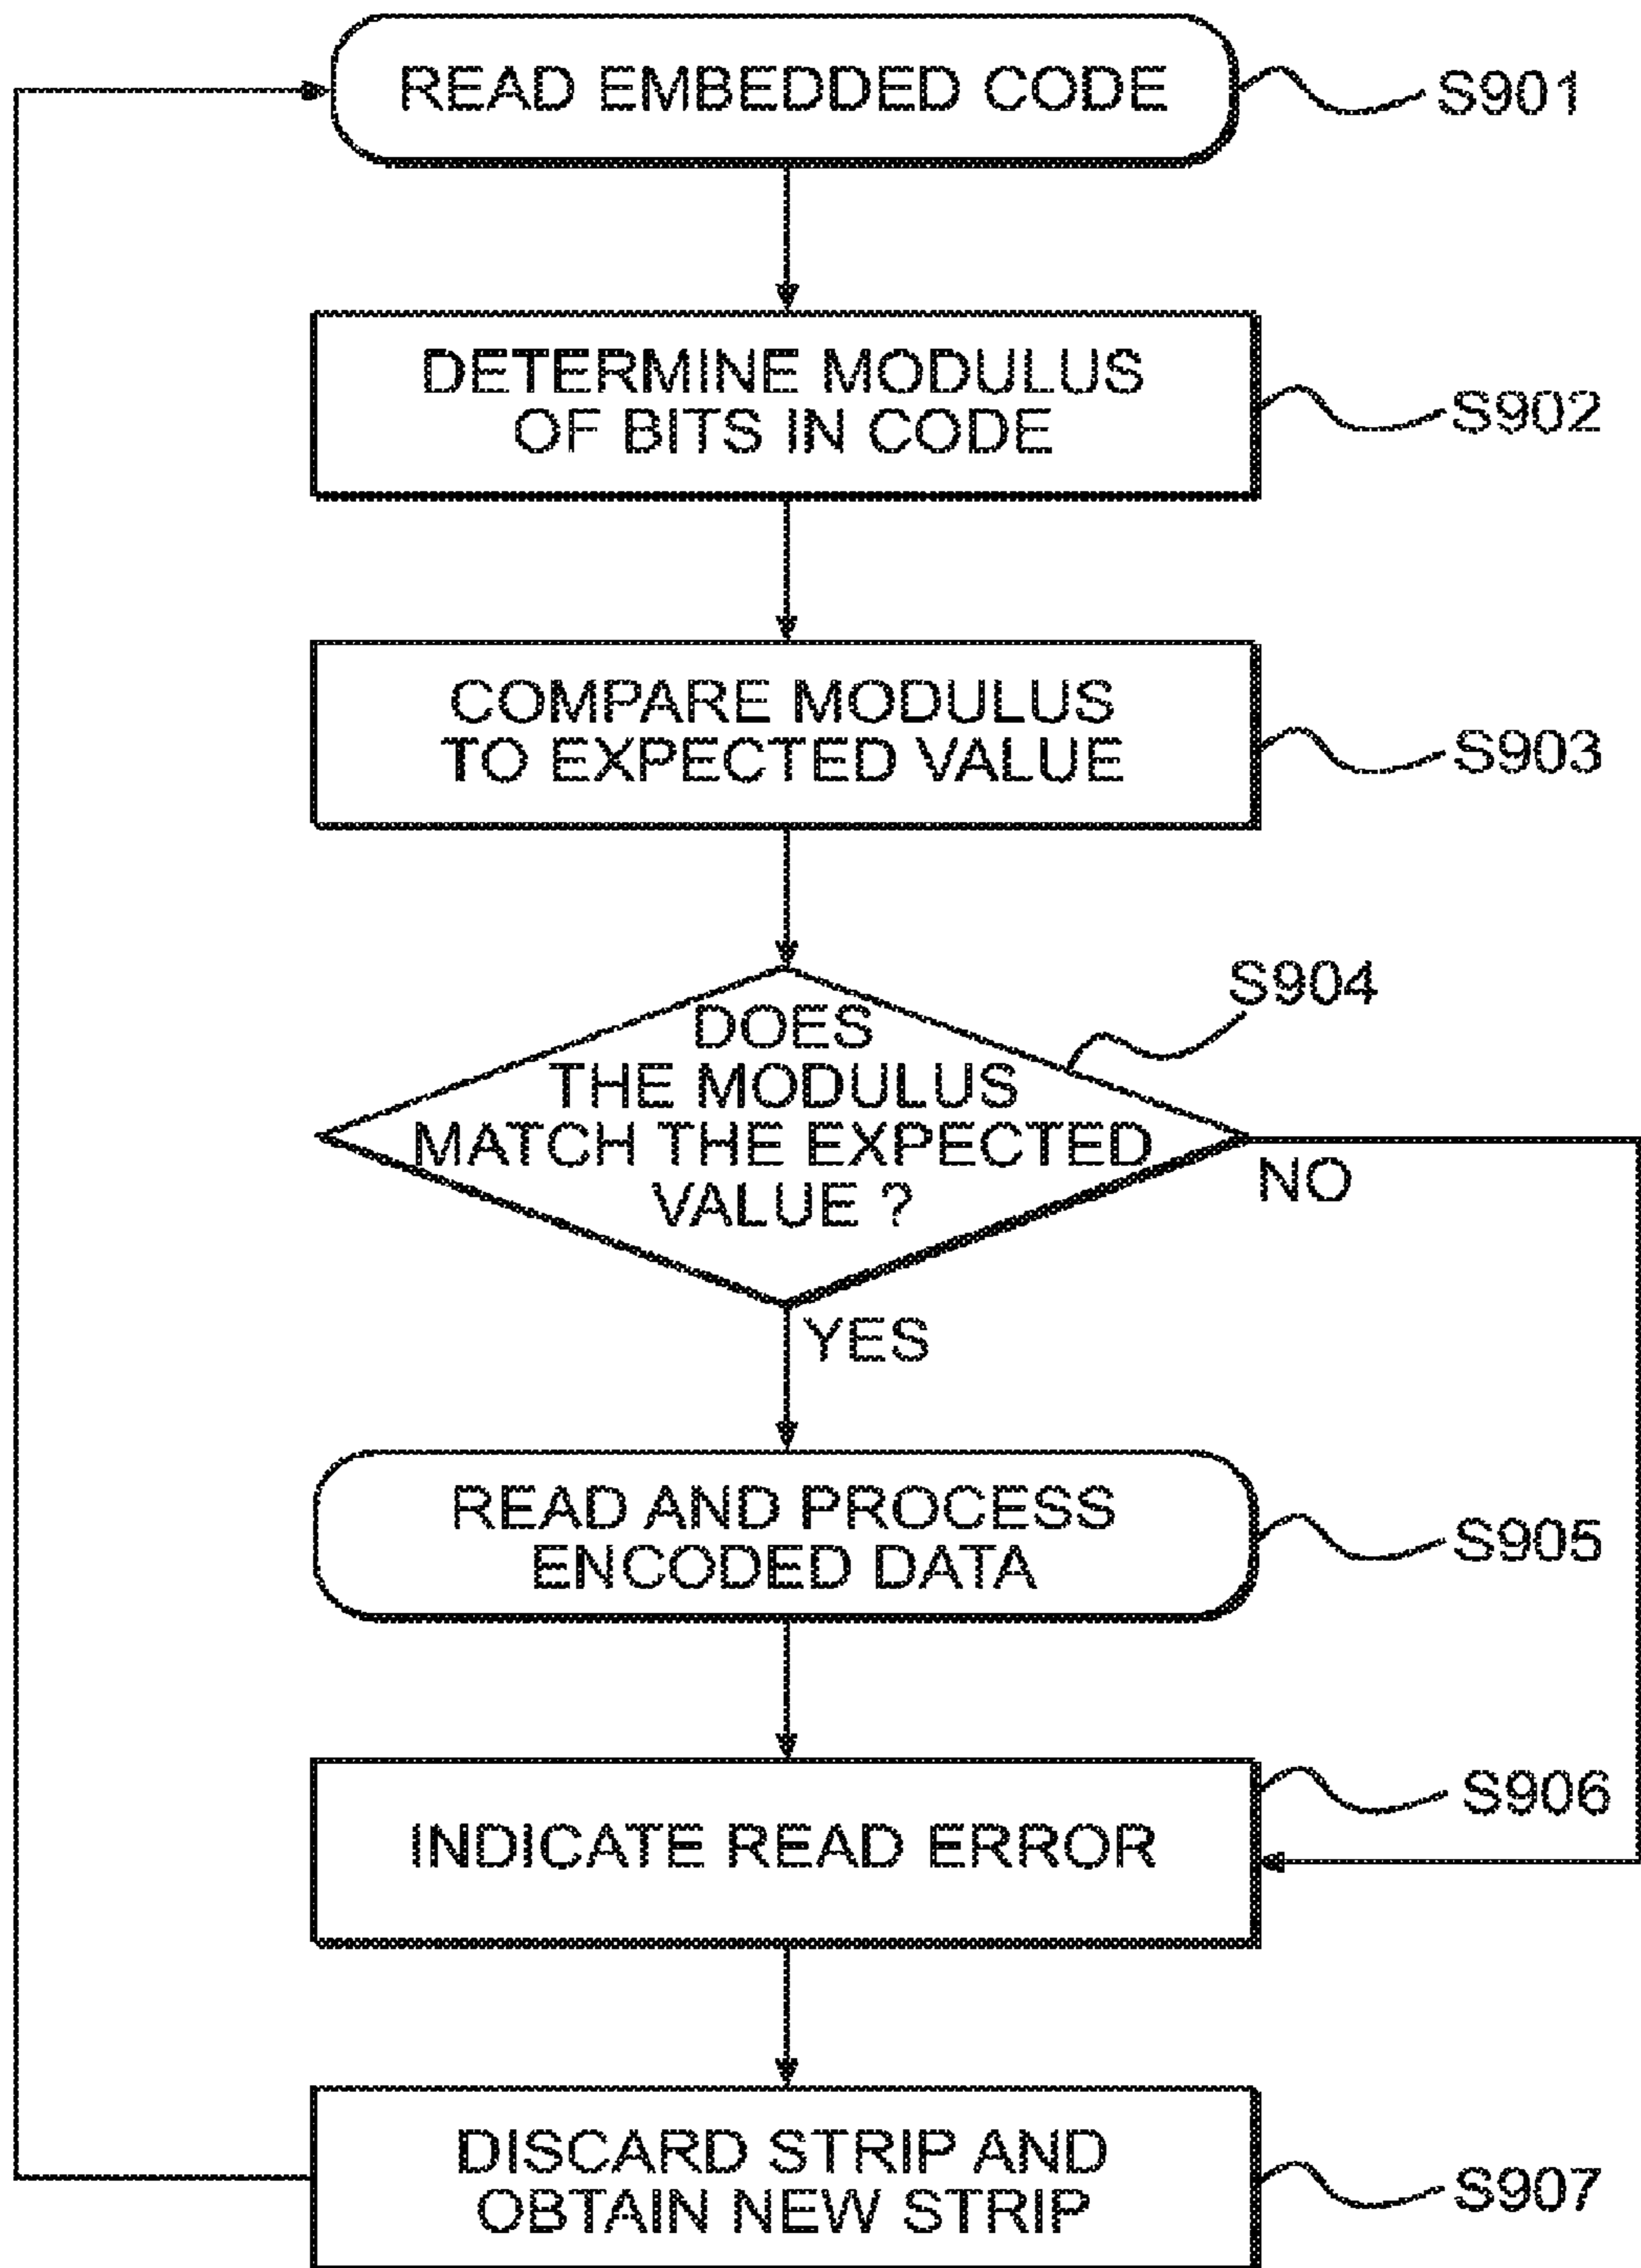 READ EMBEDDED CODE
S901
DETERMINE MODULUS
OF BITS IN CODE
S902
COMPARE MODULUS
TO EXPECTED VALUE
S903
S904
DOES
THE MODULUS
MATCH THE EXPECTED
VALUE ?
NO
YES
READ AND PROCESS
ENCODED DATA
S905
INDICATE READ ERROR
S906
DISCARD STRIP AND
OBTAIN NEW STRIP
S907